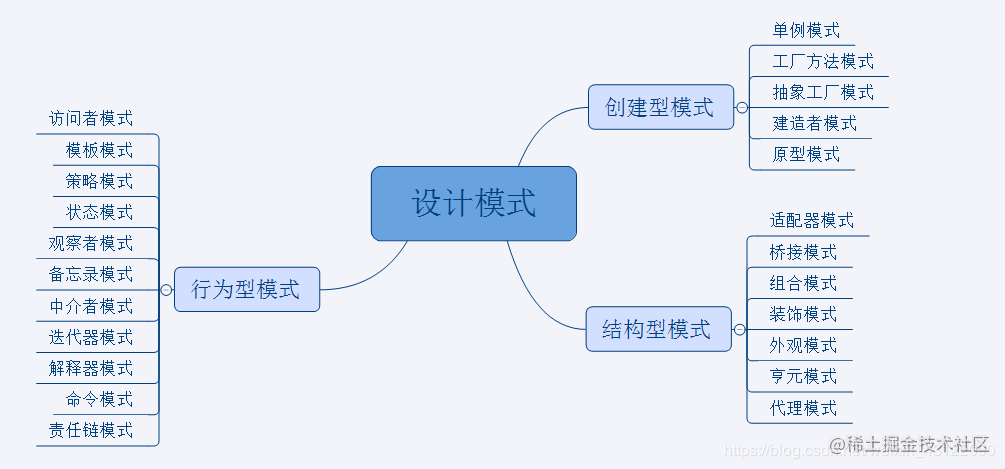 设计模式
创建型模式
单例模式
工厂方法模式
抽象工厂模式
建造者模式
原型模式
结构型模式
适配器模式
桥接模式
组合模式
装饰模式
外观模式
亨元模式
代理模式
行为型模式
访问者模式
模板模式
策略模式
状态模式
观察者模式
备忘录模式
中介者模式
迭代器模式
解释器模式
命令模式
责任链模式
@稀土掘金技术社区